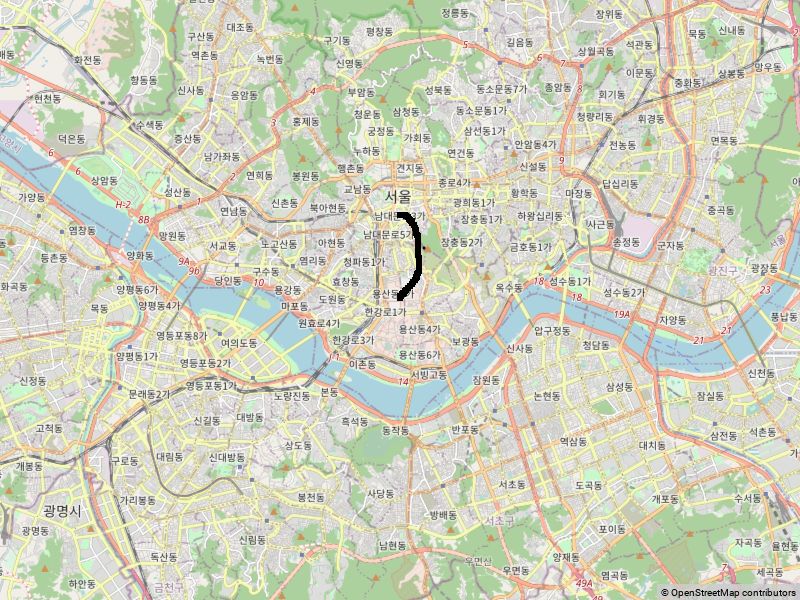 정릉동
장위동
대조동
평창동
구산동
구기동
길음동
석관동
북동
신내동
화전동
역촌동
녹번동
신명동
상월곡동
향동동
신사동
응암동
부암동
삼청동
성북동
동소문동7가
종암동
이문동
상봉동
망우동
중화동
현천동
수색동
홍제동
청운동
동소문동1가
회기동
덕은동
증산동
궁정동
가회동
삼선동1가
안암동4가
청량리동
휘경동
면목동
남가좌동
누하동
연건동
전농동
상암동
연희동
봉원동
행촌동
견지동
신설동
가양동
성산동
교남동
서울
종로4가
황학동
마장동
답십리동
중곡동
H-2
8B
연남동
신촌동
북아현동
광희동1가
하왕십리동
사근동
염창동
망원동
서교동
노고산동
아현동
남대문로5가
장충동1가
장충동2가
금호동1가
송정동
군자동
등촌동
양화동
9A
9b
염리동
청파동1가
구수동
효창동
광진구
광장동
목동
양평동6가
양평동4가
당인동
용강동
마포동
도원동
옥수동
18
성수동1가
성수동2가
화곡동
한강로1가
원효로4가
용산동4가
자양동
풍납동
영등포동8가
여의도동
한강로3가
보광동
압구정동
양평동1가
영등포동2가
이촌동
용산동6가
신사동
청담동
신정동
영등포동1가
14
서빙고동
잠원동
삼성동
잠실동
신천동
문래동2가
노량진동
본동
논현동
고척동
신길동
대방동
흑석동
동작동
반포동
역삼동
대치동
삼전동
석촌동
개봉동
구로동
대림동
신대방동
상도동
광명시
가리봉동
봉천동
사당동
서초동
도곡동
개포동
수서동
광명동
신림동
방배동
서초구
포이동
독산동
남현동
우면산
우면동
양재동
자곡동
율현동
하안동
금천구
염곡동
세곡동
49A
© OpenStreetMap contributors